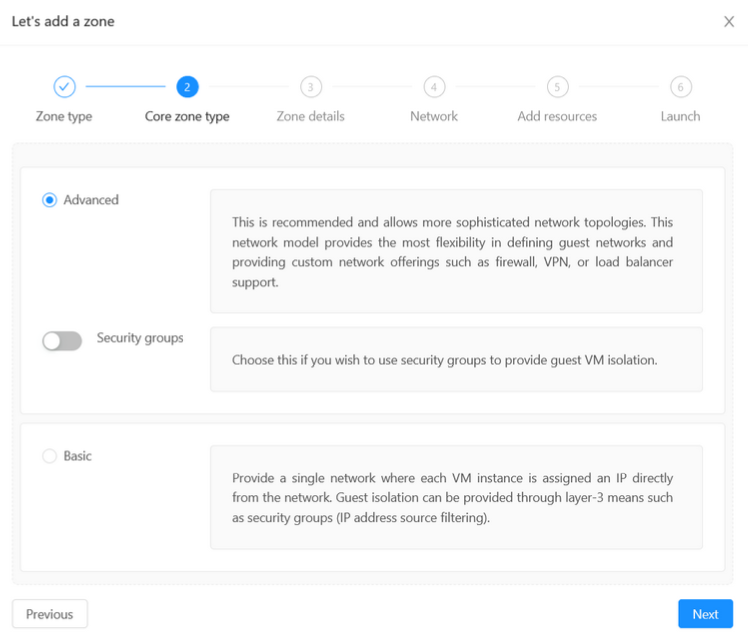 Let's add a zone
2
3
4
5
6
Zone type
Core zone type
Zone details
Network
Add resources
Launch
Advanced
This is recommended and allows more sophisticated network topologies. This
network model provides the most flexibility in defining guest networks and
providing custom network offerings such as firewall, VPN, or load balancer
support.
Security groups
Choose this if you wish to use security groups to provide guest VM isolation.
Basic
Provide a single network where each VM instance is assigned an IP directly
from the network. Guest isolation can be provided through layer-3 means such
as security groups (IP address source filtering).
Previous
Next